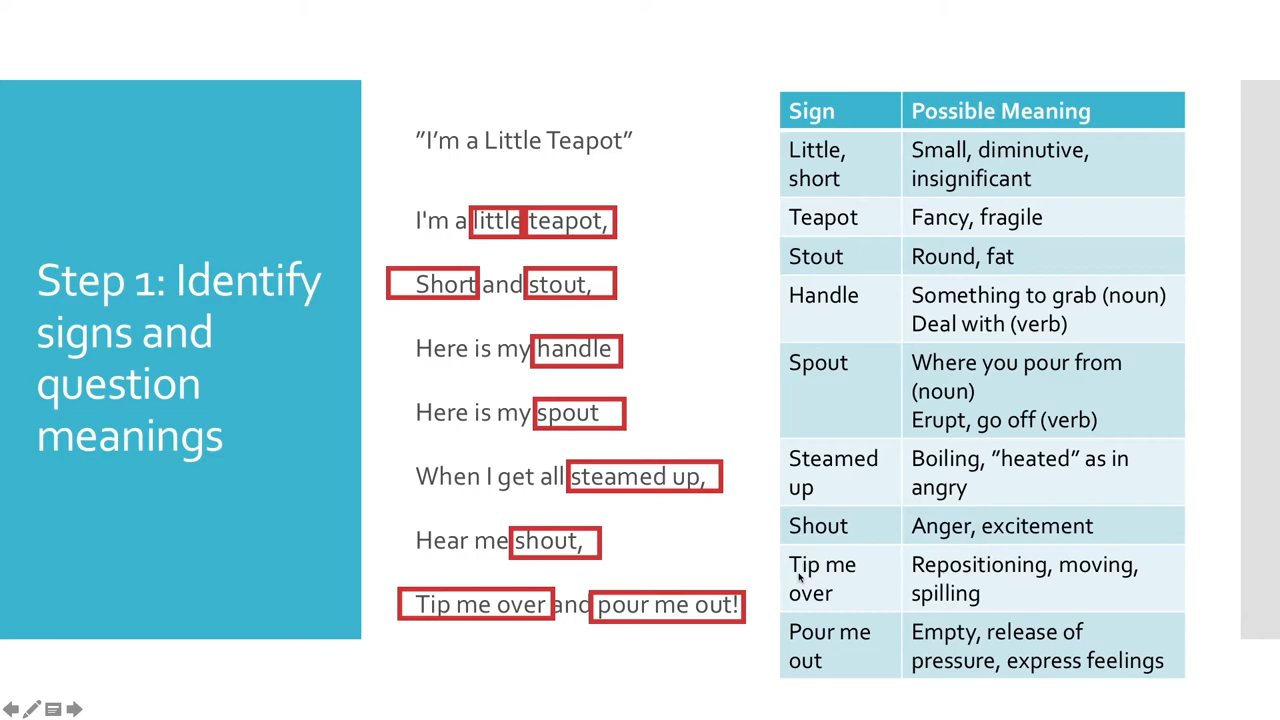 Step 1: Identify
signs and
question
meanings
”I’m a Little Teapot”
I'm a little teapot,
Short and stout,
Here is my handle
Here is my spout
When I get all steamed up,
Hear me shout,
Tip me over and pour me out!
Sign Possible Meaning
Little, Small, diminutive,
short insignificant
Teapot Fancy, fragile
Stout Round, fat
Handle Something to grab (noun)
Deal with (verb)
Spout Where you pour from
(noun)
Erupt, go off (verb)
Steamed Boiling, ”heated” as in
up angry
Shout Anger, excitement
Tip me Repositioning, moving,
over spilling
Pour me Empty, release of
out pressure, express feelings